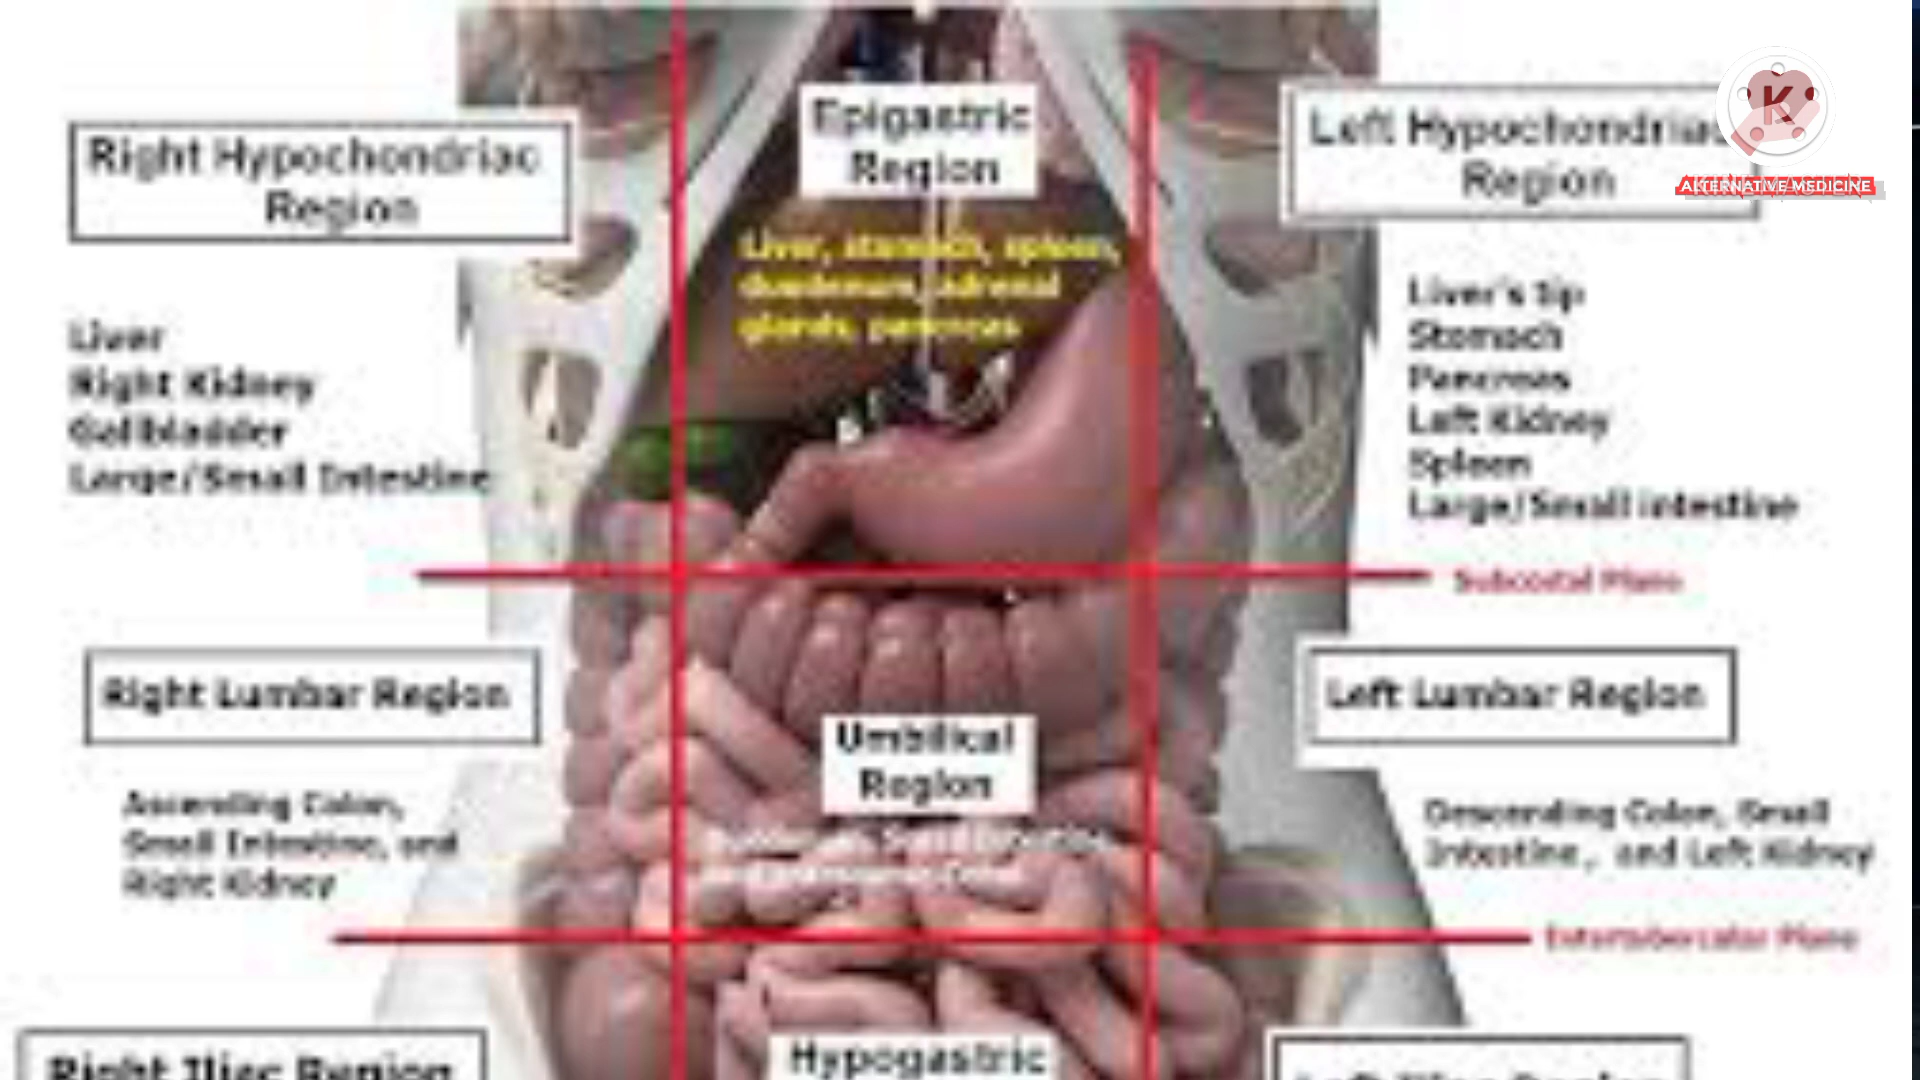 Epigastric
Region
Right Hypochondriac
Region
Left Hypochondriac
Region
K
ALTERNATIVE MEDICINE
Liver, stomach, spleen,
duodenum, adrenal
glands, pancreas
Liver
Right Kidney
Gallbladder
Large/Small Intestine
Liver's tip
Stomach
Pancreas
Left Kidney
Spleen
Large/Small intestine
Subcostal Plane
Right Lumbar Region
Umbilical
Region
Left Lumbar Region
Ascending Colon,
Small Intestine, and
Right Kidney
Descending Colon, Small
Intestine, and Left Kidney
Plane
Right Iliac Region
Hypogastric
Left Iliac Region